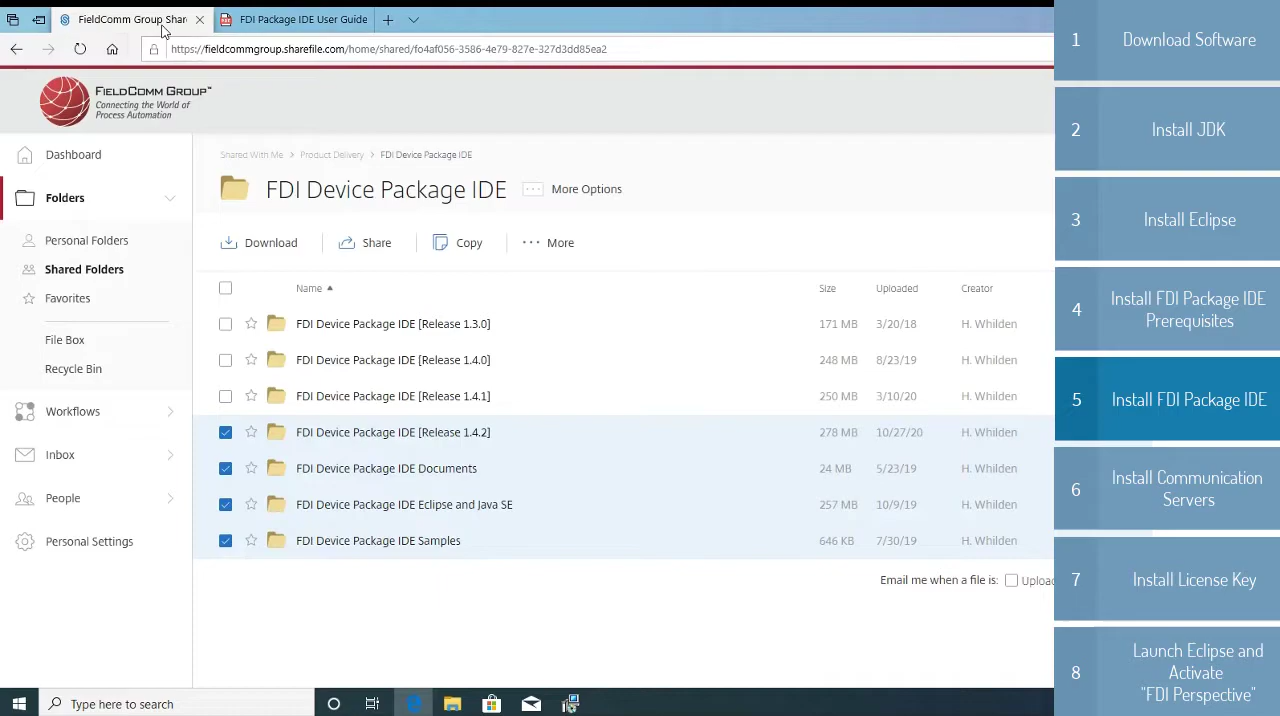 FieldComm Group Shar
FDI Package IDE User Guide
https://fieldcommgroup.sharefile.com/home/shared/fo4af056-3586-4e79-827e-327d3dd85ea2
FieldComm Group™
Connecting the World of
Process Automation
Dashboard
Folders
Personal Folders
Shared Folders
Favorites
File Box
Recycle Bin
Workflows
Inbox
People
Personal Settings
Shared With Me > Product Delivery > FDI Device Package IDE
FDI Device Package IDE ··· More Options
Download Share Copy ··· More
Name ▲ Size Uploaded Creator
FDI Device Package IDE [Release 1.3.0] 171 MB 3/20/18 H. Whilden
FDI Device Package IDE [Release 1.4.0] 248 MB 8/23/19 H. Whilden
FDI Device Package IDE [Release 1.4.1] 250 MB 3/10/20 H. Whilden
FDI Device Package IDE [Release 1.4.2] 278 MB 10/27/20 H. Whilden
FDI Device Package IDE Documents 24 MB 5/23/19 H. Whilden
FDI Device Package IDE Eclipse and Java SE 257 MB 10/9/19 H. Whilden
FDI Device Package IDE Samples 646 KB 7/30/19 H. Whilden
Email me when a file is: Uploa
Type here to search
1 Download Software
2 Install JDK
3 Install Eclipse
4 Install FDI Package IDE
Prerequisites
5 Install FDI Package IDE
6 Install Communication
Servers
7 Install License Key
8 Launch Eclipse and
Activate
"FDI Perspective"